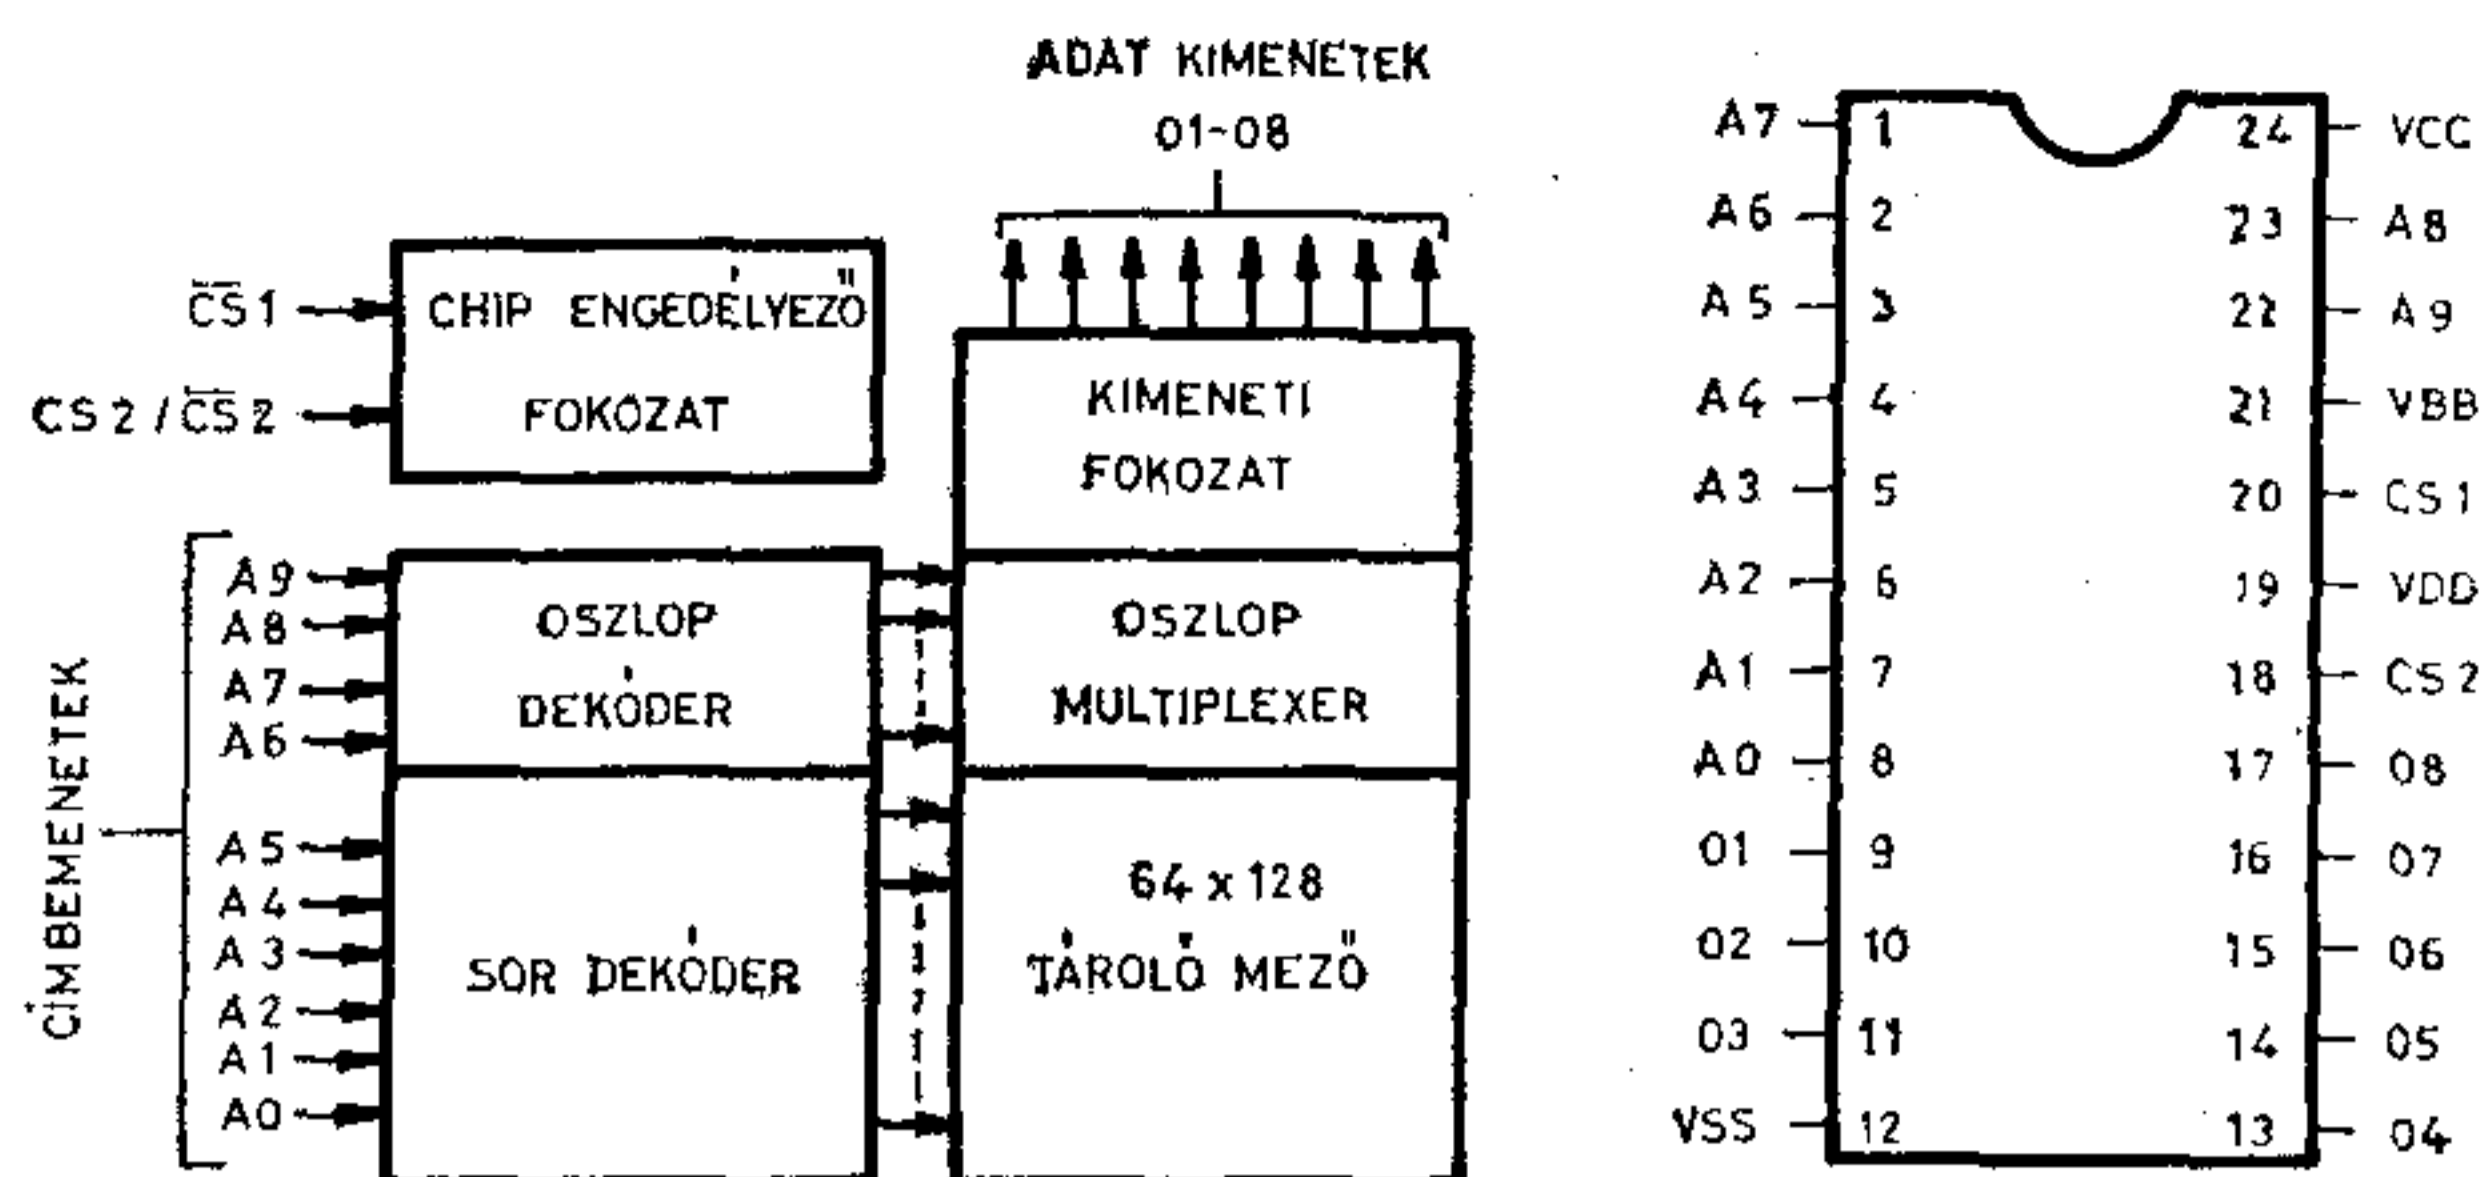 ADAT KIMENETEK
01-08
C̅S̅1
CS2/C̅S̅2
CHIP ENGEDÉLYEZŐ
FOKOZAT
KIMENETI
FOKOZAT
CÍMBEMENETEK
A9
A8
A7
A6
A5
A4
A3
A2
A1
A0
OSZLOP
DEKÓDER
SOR DEKÓDER
OSZLOP
MULTIPLEXER
64 x 128
TÁROLÓ MEZŐ
A7 1 24 VCC
A6 2 23 A8
A5 3 22 A9
A4 4 21 VBB
A3 5 20 CS1
A2 6 19 VDD
A1 7 18 CS2
A0 8 17 08
01 9 16 07
02 10 15 06
03 11 14 05
VSS 12 13 04